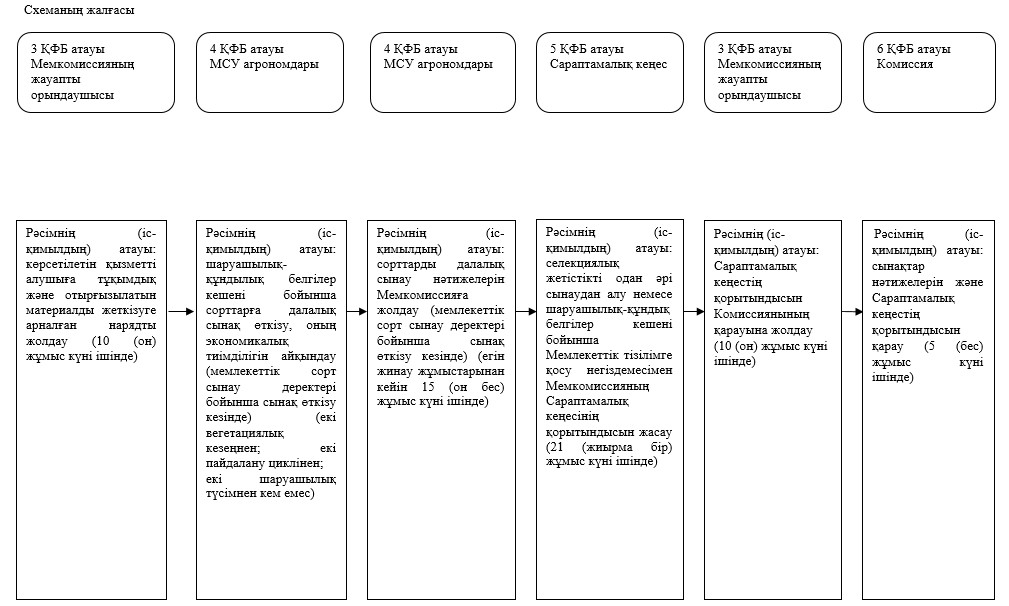 Схеманың жалғасы
3 ҚФБ атауы
Мемкомиссияның
жауапты
орындаушысы
4 ҚФБ атауы
МСУ агрономдары
4 ҚФБ атауы
МСУ агрономдары
5 ҚФБ атауы
Сараптамалық кеңес
3 ҚФБ атауы
Мемкомиссияның
жауапты
орындаушысы
6 ҚФБ атауы
Комиссия
Рәсімнің (іс-
қимылдың) атауы:
көрсетілетін қызметті
алушыға тұқымдық
және отырғызылатын
материалды жеткізуге
арналған нарядты
жолдау (10 (он)
жұмыс күні ішінде)
Рәсімнің (іс-
қимылдың) атауы:
шаруашылық-
құндылық белгілер
кешені бойынша
сорттарға далалық
сынақ өткізу, оның
экономикалық
тиімділігін айқындау
(мемлекеттік сорт
сынау деректері
бойынша сынақ өткізу
кезінде) (екі
вегетациялық
кезеңнен; екі
пайдалану циклінен;
екі шаруашылық
түсімнен кем емес)
Рәсімнің (іс-
қимылдың) атауы:
сорттарды далалық
сынау нәтижелерін
Мемкомиссияға
жолдау (мемлекеттік
сорт сынау деректері
бойынша сынақ
өткізу кезінде) (егін
жинау жұмыстарынан
кейін 15 (он бес)
жұмыс күні ішінде)
Рәсімнің (іс-
қимылдың) атауы:
селекциялық
жетістікті одан әрі
сынаудан алу немесе
шаруашылық-құндық
белгілер кешені
бойынша
Мемлекеттік тізілімге
қосу негіздемесімен
Мемкомиссияның
Сараптамалық
кеңесінің
қорытындысын жасау
(21 (жиырма бір)
жұмыс күні ішінде)
Рәсімнің (іс-
қимылдың) атауы:
Сараптамалық
кеңестің
қорытындысын
Комиссиянының
қарауына жолдау
(10 (он) жұмыс күні
ішінде)
Рәсімнің (іс-
қимылдың) атауы:
сынақтар
нәтижелерін және
Сараптамалық
кеңестің
қорытындысын
қарау (5 (бес)
жұмыс күні
ішінде)